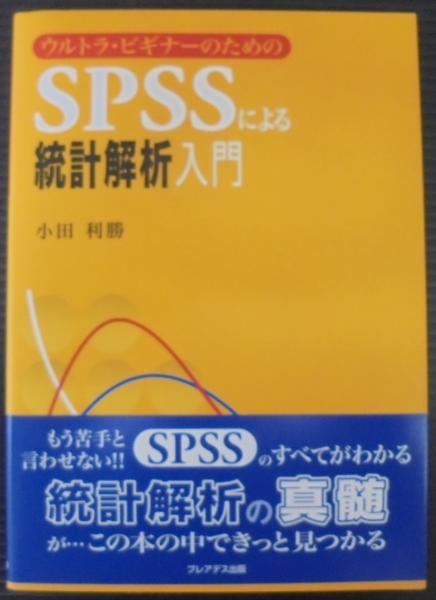 ウルトラ・ビギナーのための
SPSSによる
統計解析入門
小田 利勝
もう苦手と
言わせない!! SPSSのすべてがわかる
統計解析の真髄
が…この本の中できっと見つかる
プレアデス出版